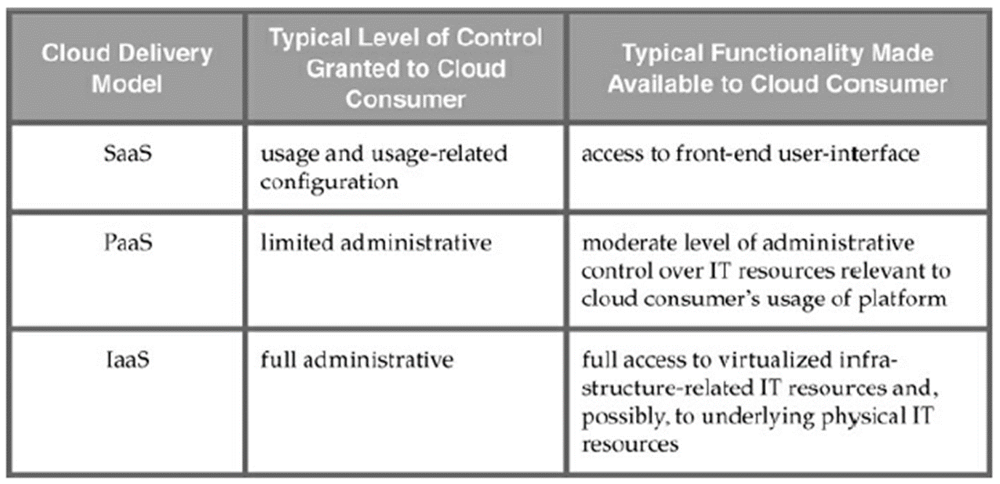 Cloud Delivery
Model
Typical Level of Control
Granted to Cloud
Consumer
Typical Functionality Made
Available to Cloud Consumer
SaaS
usage and usage-related
configuration
access to front-end user-interface
PaaS
limited administrative
moderate level of administrative
control over IT resources relevant to
cloud consumer's usage of platform
IaaS
full administrative
full access to virtualized infra-
structure-related IT resources and,
possibly, to underlying physical IT
resources